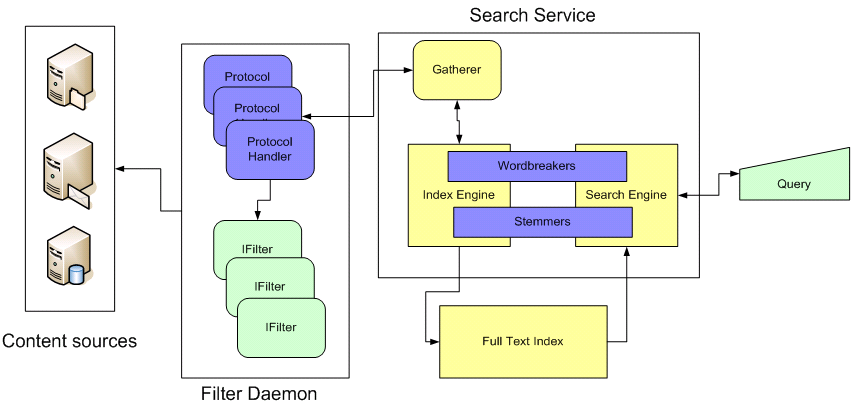 Search Service
Protocol
Protocol
Protocol
Handler
Gatherer
Wordbreakers
Index Engine
Search Engine
Stemmers
Query
IFilter
IFilter
IFilter
Full Text Index
Content sources
Filter Daemon